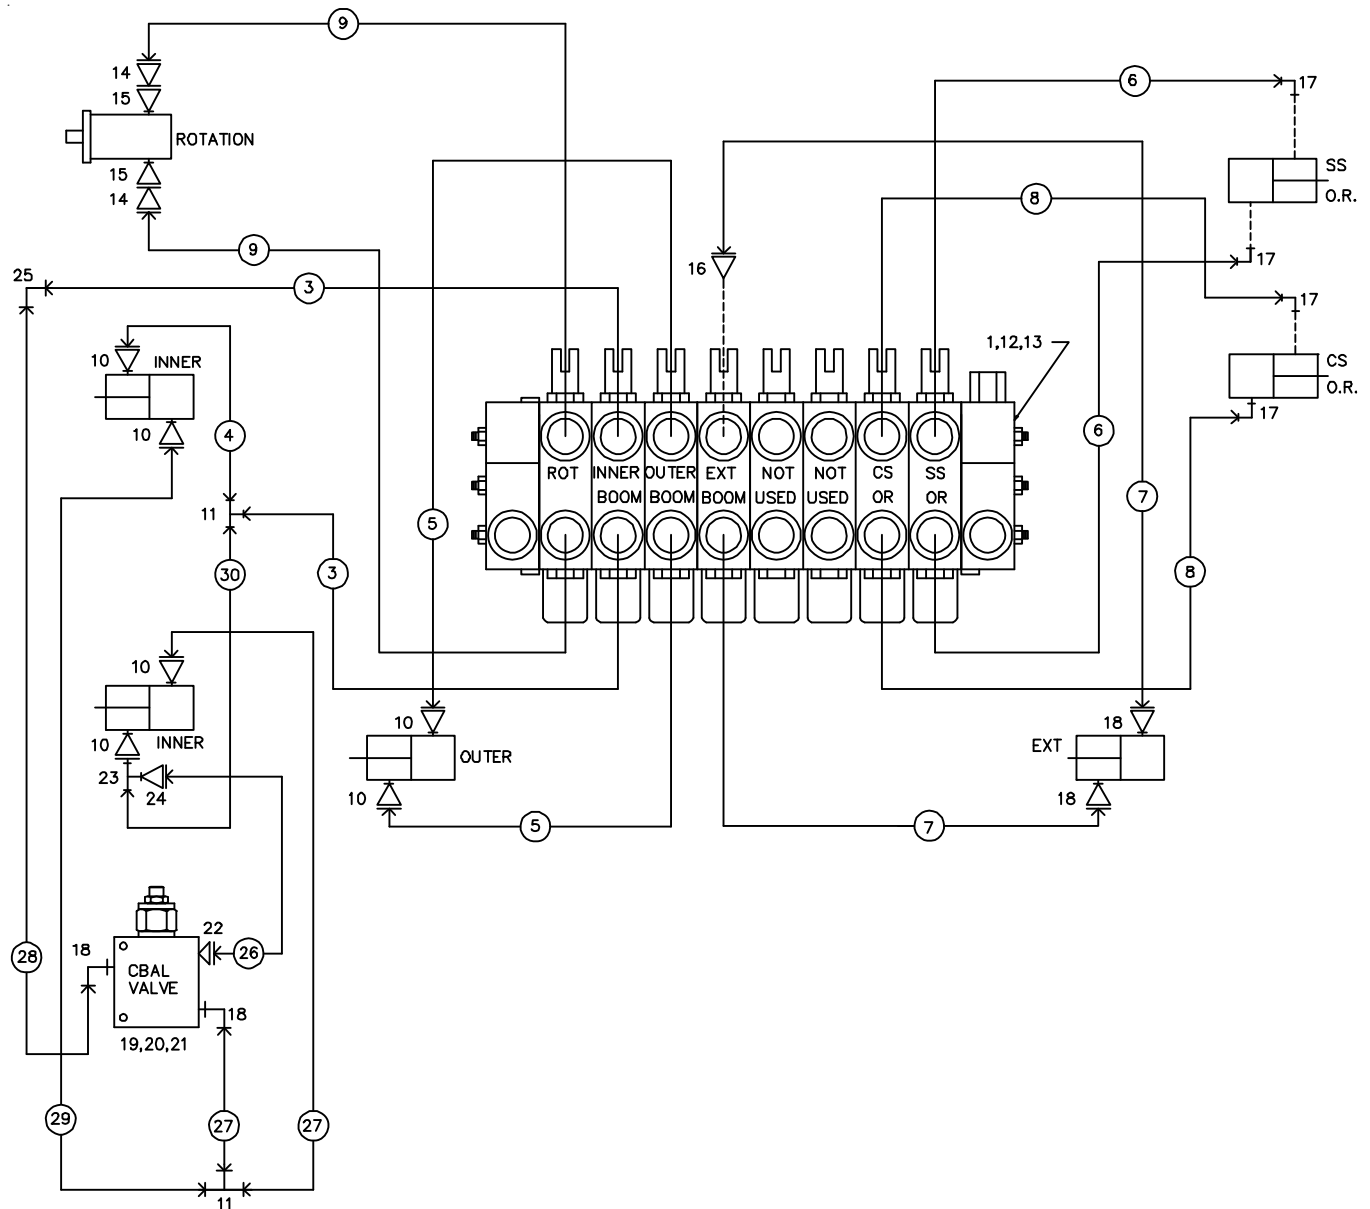 9
14
6
17
15
ROTATION
15
SS
14
O.R.
8
9
17
16
25
3
17
1,12,13
10
INNER
CS
O.R.
10
4
17
6
ROT
INNER
BOOM
OUTER
BOOM
EXT
BOOM
NOT
USED
NOT
USED
CS
OR
SS
OR
7
11
5
30
3
8
10
10
18
10
INNER
OUTER
EXT
23
24
10
18
5
7
22
18
26
28
CBAL
VALVE
18
19,20,21
29
27
27
11